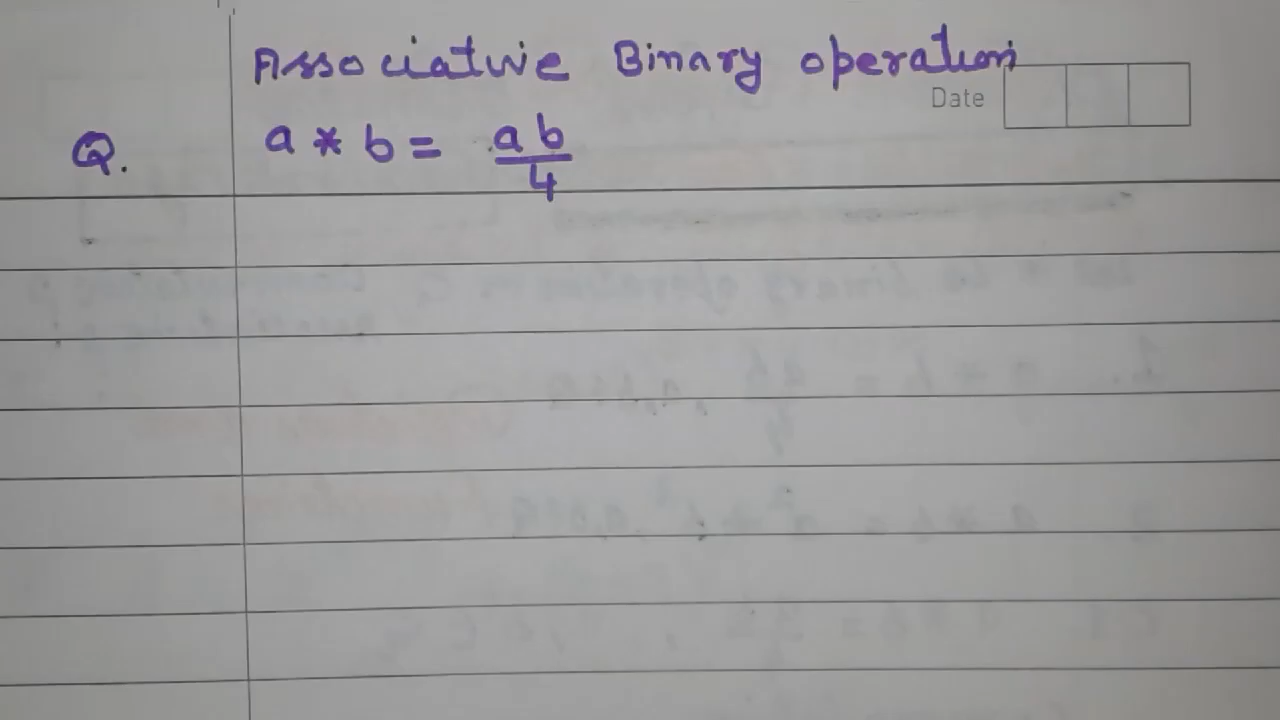 Associative Binary operation
Date
Q. a * b = ab/4